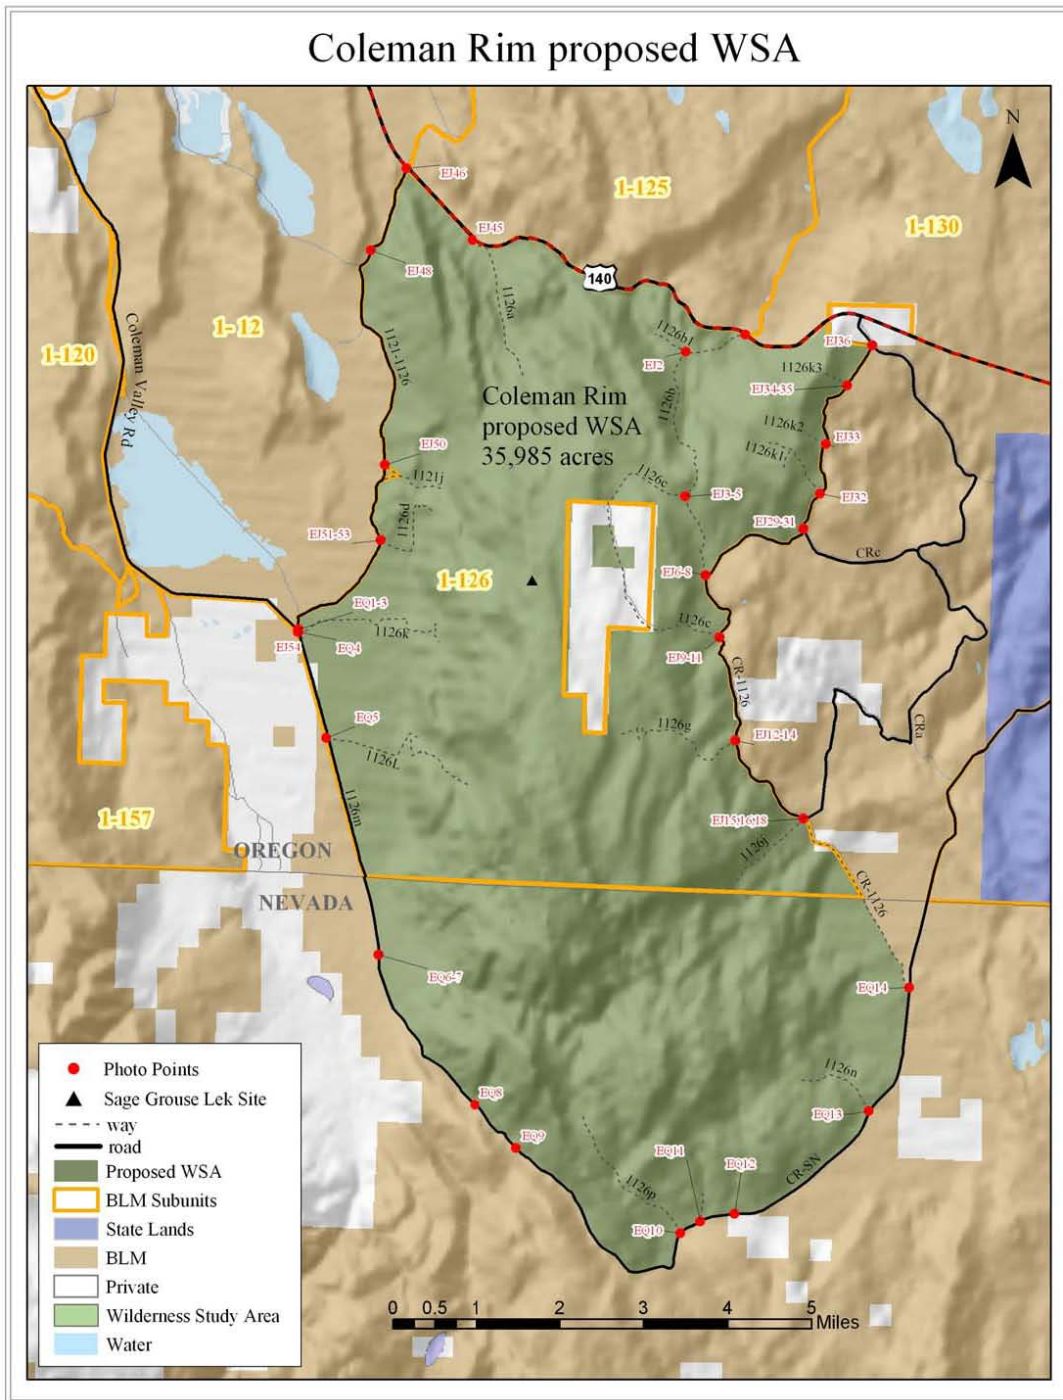 Coleman Rim proposed WSA
N
EJ46
1-125
1-130
EJ45
EJ48
1126a
140
Coleman Valley Rd
1-12
1-120
1121-1126
1126b1
EJ2
EJ36
1126k3
EJ34-35
1126b
Coleman Rim
proposed WSA
35,985 acres
1126k2
EJ33
1126k1
EJ50
1121j
1126c
EJ3-5
EJ32
1126d
EJ29-31
EJ51-53
CRc
1-126
EJ6-8
EQ1-3
1126k
EJ54
EQ4
1126c
EJ9-11
CR-1126
EQ5
1126L
1126g
EJ12-14
CRa
1126m
1-157
EJ15,16,18
1126j
OREGON
NEVADA
CR-1126
EQ6-7
EQ14
1126n
EQ8
EQ13
EQ9
EQ11
EQ12
CR-SN
1126p
EQ10
Photo Points
Sage Grouse Lek Site
way
road
Proposed WSA
BLM Subunits
State Lands
BLM
Private
Wilderness Study Area
Water
0 0.5 1 2 3 4 5
Miles